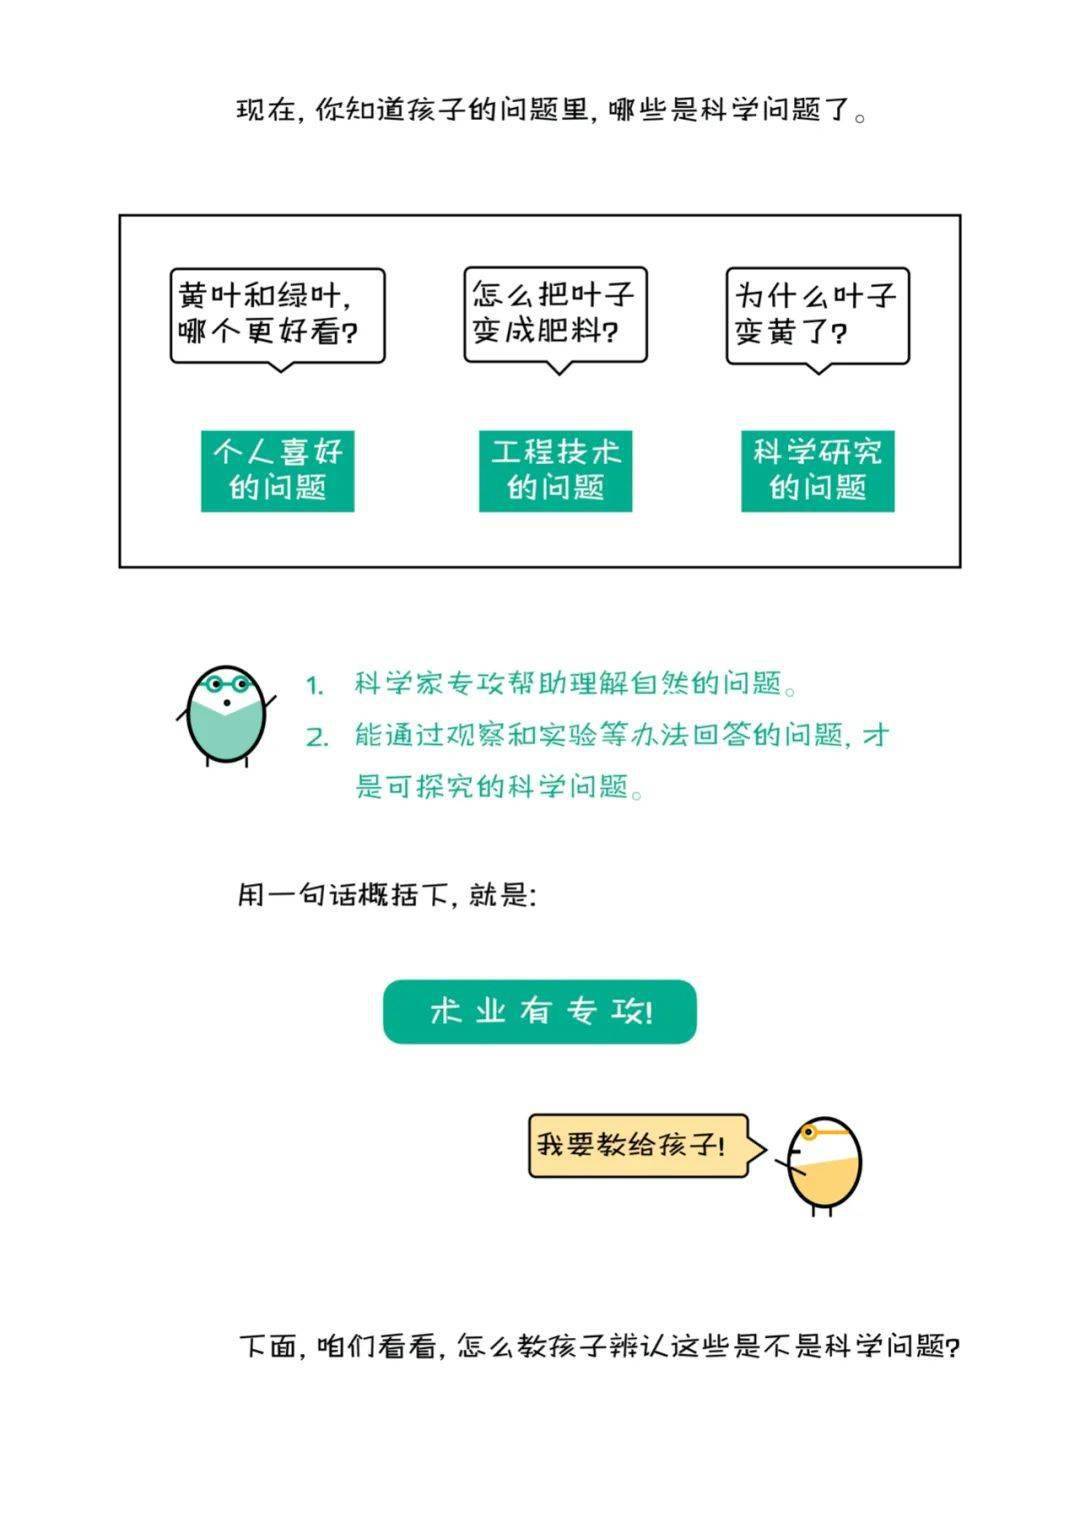 现在, 你知道孩子的问题里, 哪些是科学问题了。
黄叶和绿叶,
哪个更好看?
怎么把叶子
变成肥料?
为什么叶子
变黄了?
个人喜好
的问题
工程技术
的问题
科学研究
的问题
1. 科学家专攻帮助理解自然的问题。
2. 能通过观察和实验等办法回答的问题, 才
是可探究的科学问题。
用一句话概括下, 就是:
术业有专攻!
我要教给孩子!
下面, 咱们看看, 怎么教孩子辨认这些是不是科学问题?